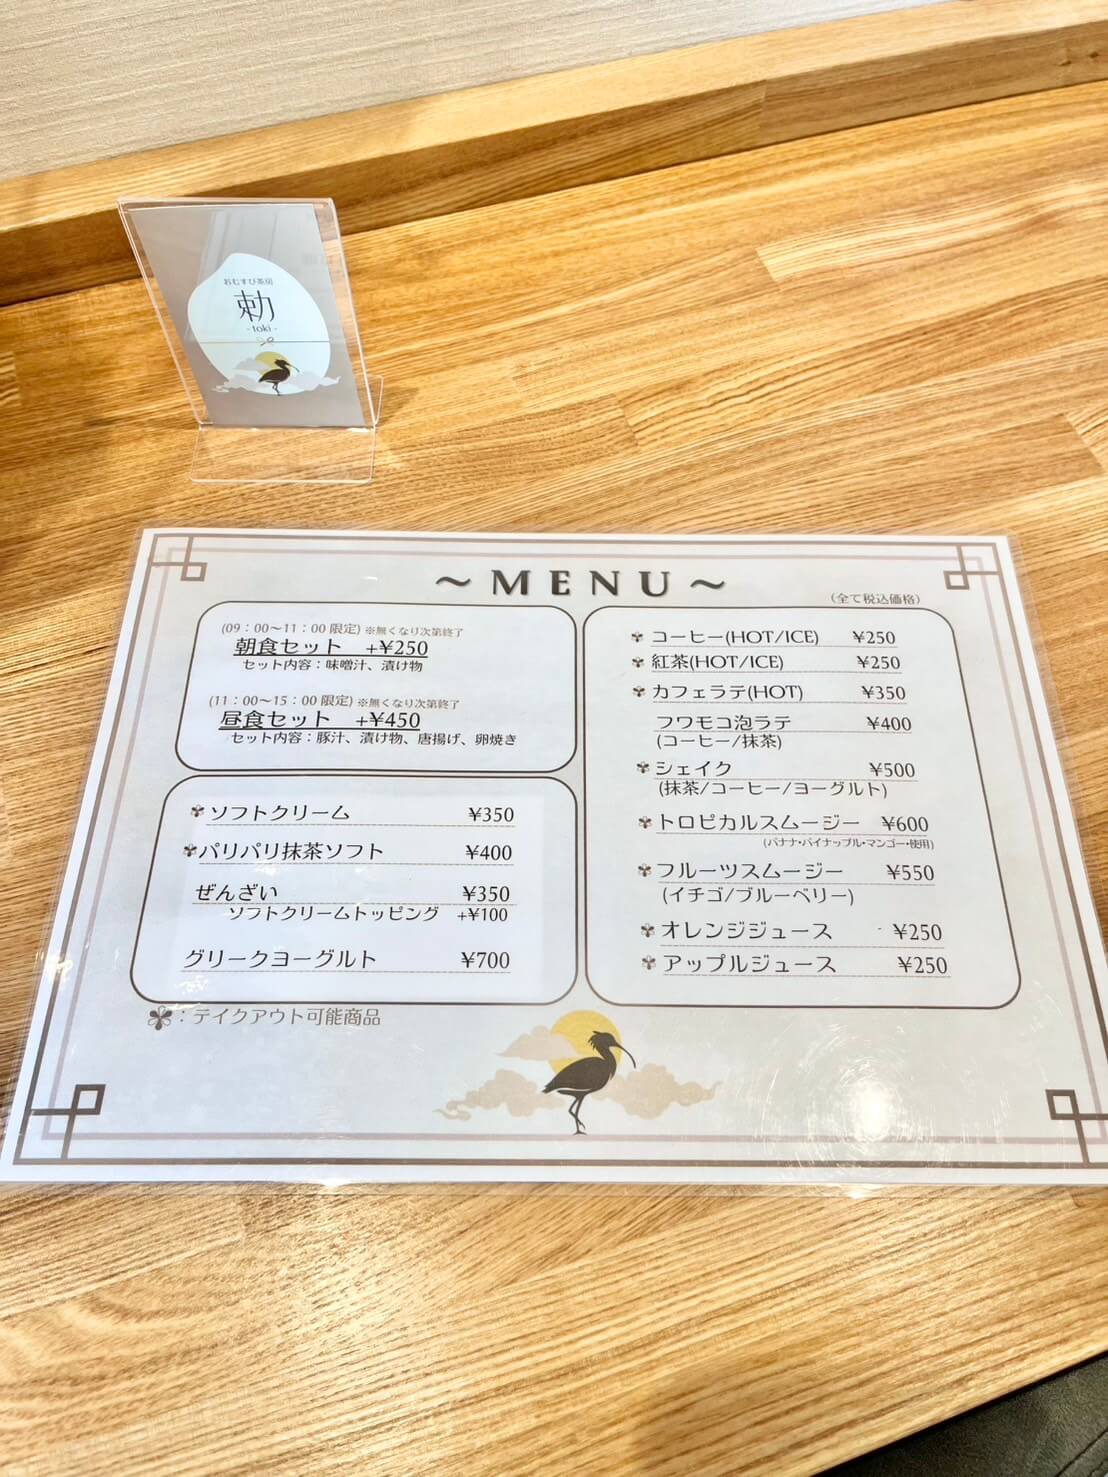 おむすび茶房
勅
- toki -
～MENU～
(全て税込価格)
(09：00～11：00 限定) ※無くなり次第終了
朝食セット +¥250
セット内容：味噌汁、漬け物
(11：00～15：00 限定) ※無くなり次第終了
昼食セット +¥450
セット内容：豚汁、漬け物、唐揚げ、卵焼き
ソフトクリーム ¥350
パリパリ抹茶ソフト ¥400
ぜんざい ¥350
ソフトクリームトッピング +¥100
グリークヨーグルト ¥700
：テイクアウト可能商品
コーヒー(HOT/ICE) ¥250
紅茶(HOT/ICE) ¥250
カフェラテ(HOT) ¥350
フワモコ泡ラテ ¥400
(コーヒー/抹茶)
シェイク ¥500
(抹茶/コーヒー/ヨーグルト)
トロピカルスムージー ¥600
(バナナ・パイナップル・マンゴー・使用)
フルーツスムージー ¥550
(イチゴ/ブルーベリー)
オレンジジュース ¥250
アップルジュース ¥250